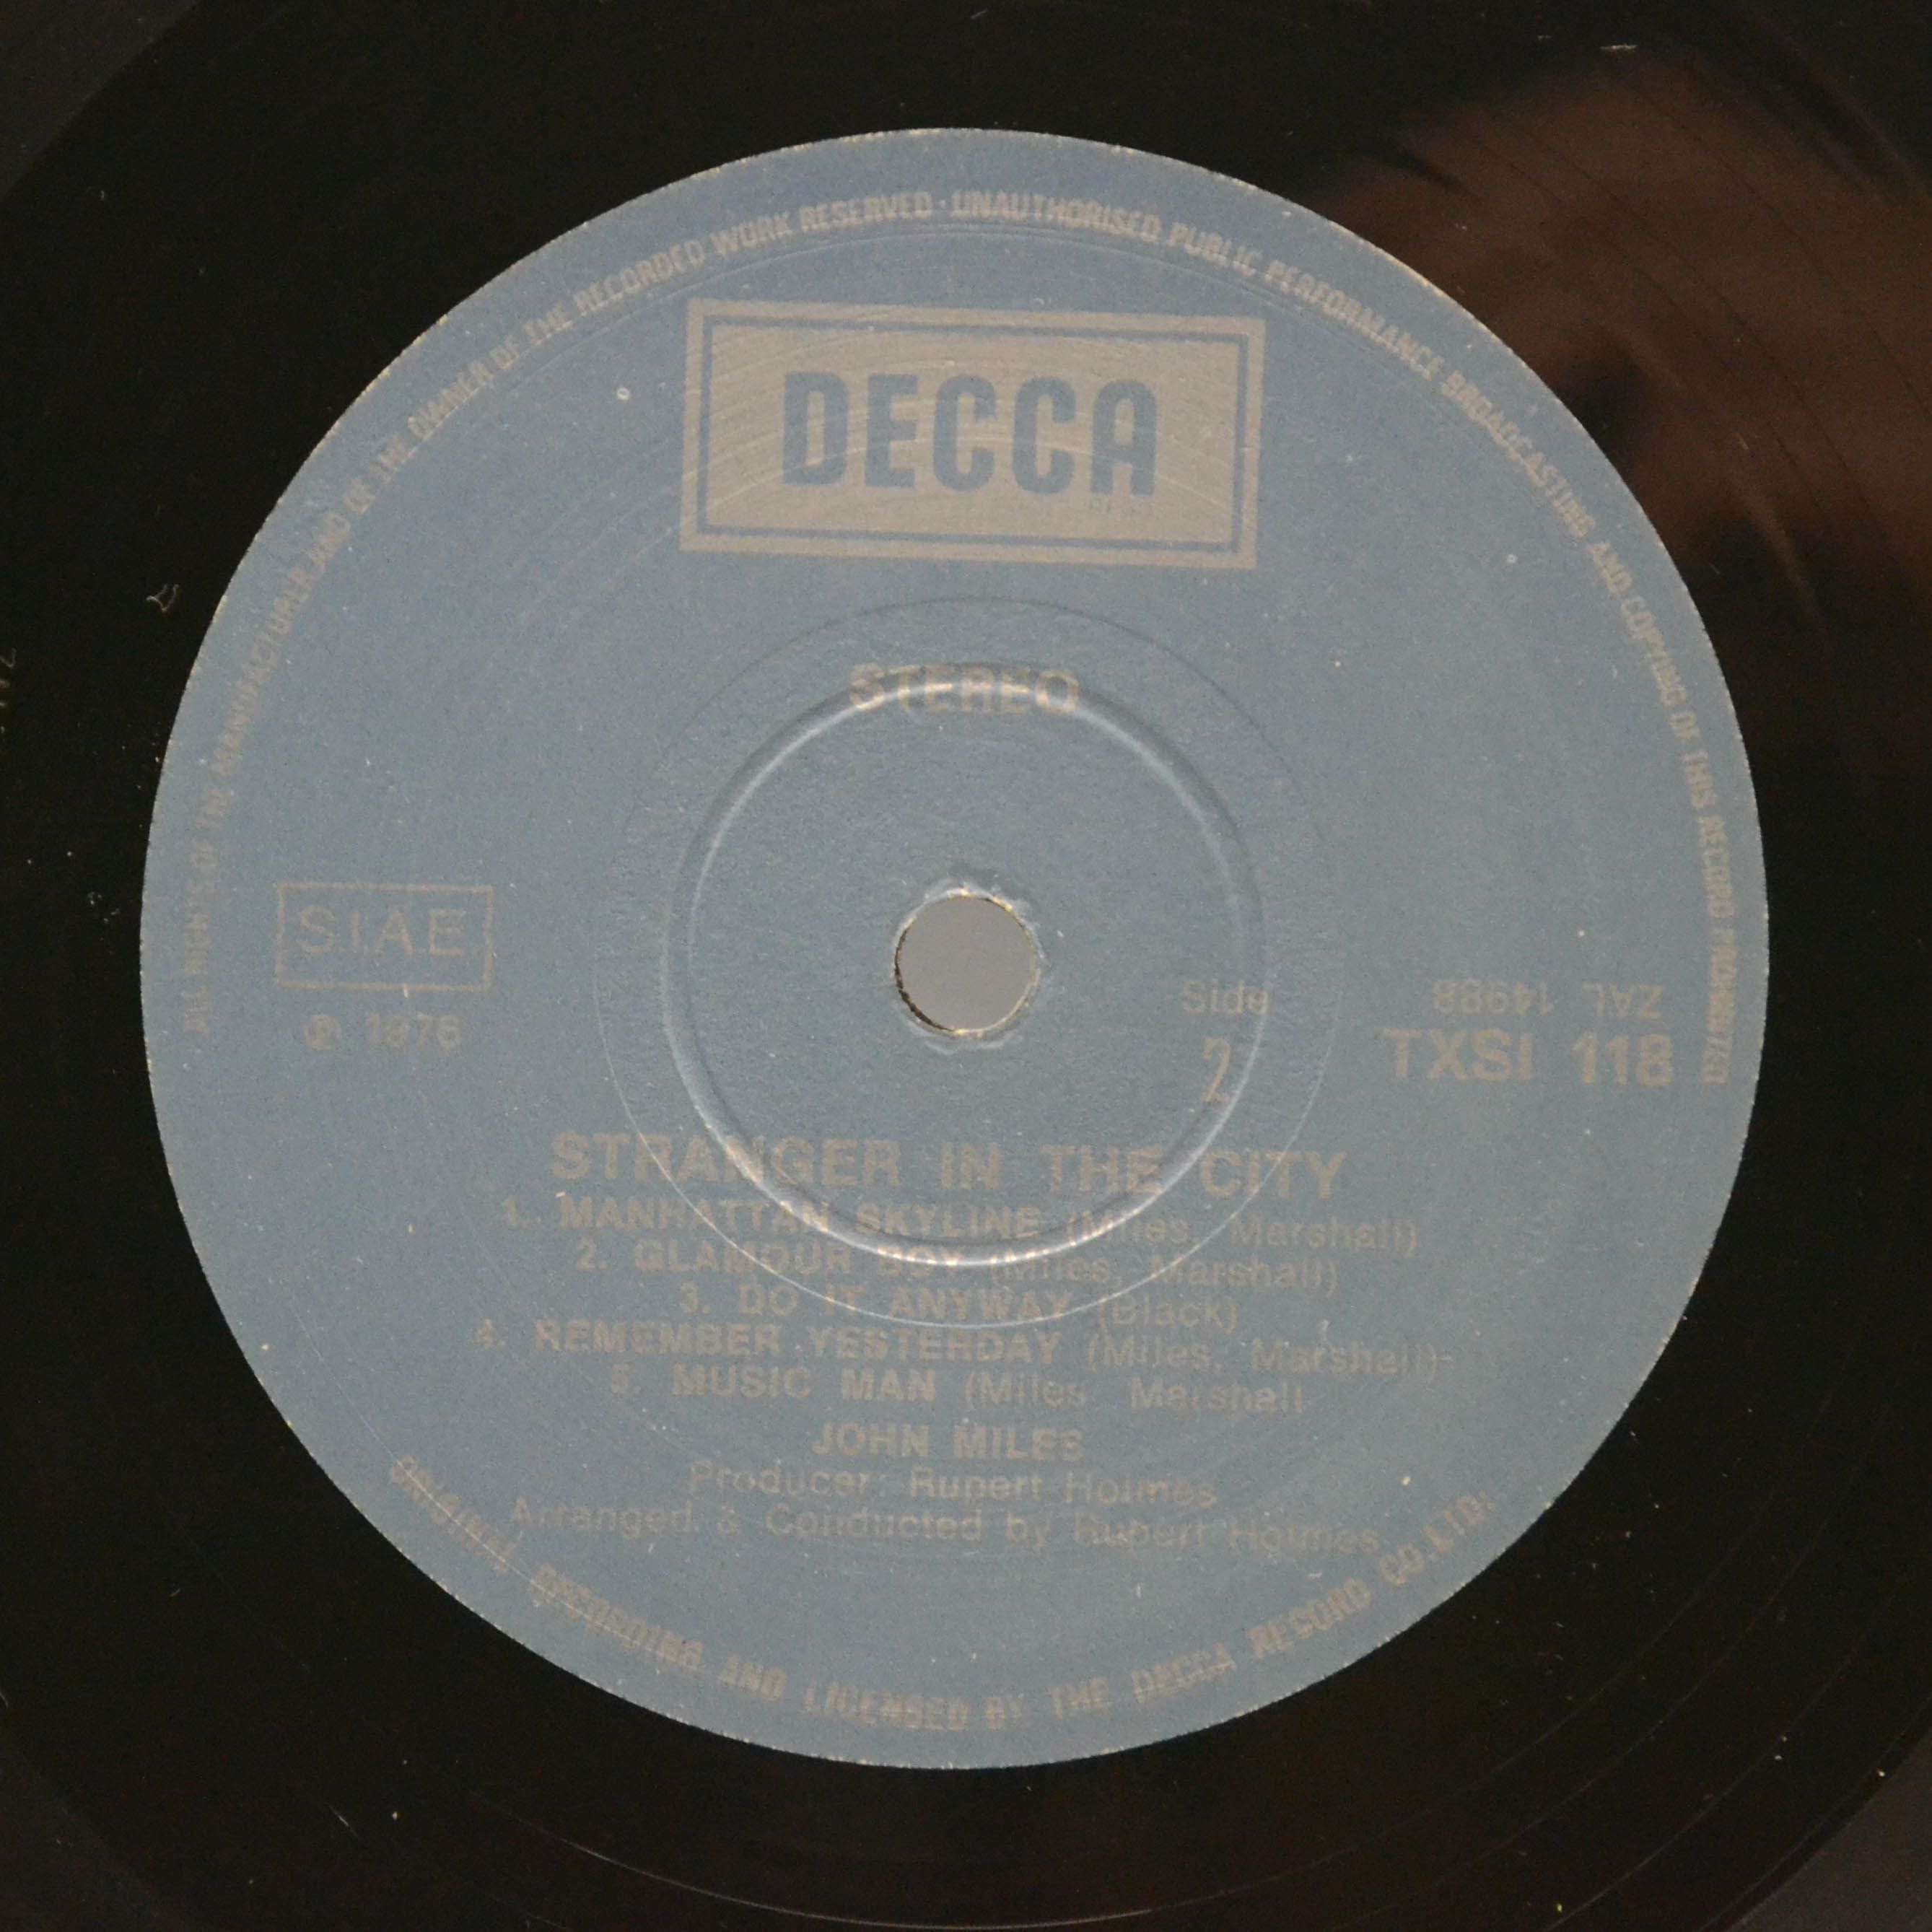 ALL RIGHTS OF THE MANUFACTURER AND OF THE OWNER OF THE RECORDED WORK RESERVED · UNAUTHORISED PUBLIC PERFORMANCE BROADCASTING AND COPYING OF THIS RECORD PROHIBITED
DECCA
STEREO
S.I.A.E
℗ 1976
Side
2
ZAL 14988
TXSI 118
STRANGER IN THE CITY
1. MANHATTAN SKYLINE (Miles, Marshall)
2. GLAMOUR BOY (Miles, Marshall)
3. DO IT ANYWAY (Black)
4. REMEMBER YESTERDAY (Miles, Marshall)
5. MUSIC MAN (Miles, Marshall
JOHN MILES
Producer: Rupert Holmes
Arranged & Conducted by Rupert Holmes
ORIGINAL RECORDING AND LICENSED BY THE DECCA RECORD CO. LTD.